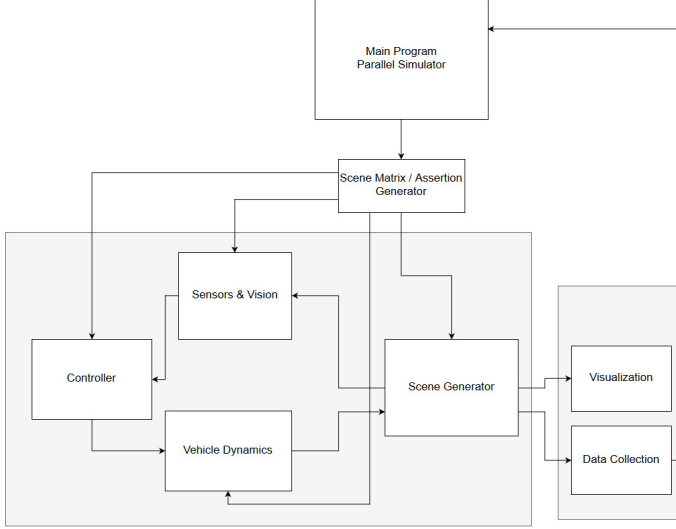 Main Program
Parallel Simulator
Scene Matrix / Assertion
Generator
Sensors & Vision
Controller
Scene Generator
Visualization
Vehicle Dynamics
Data Collection